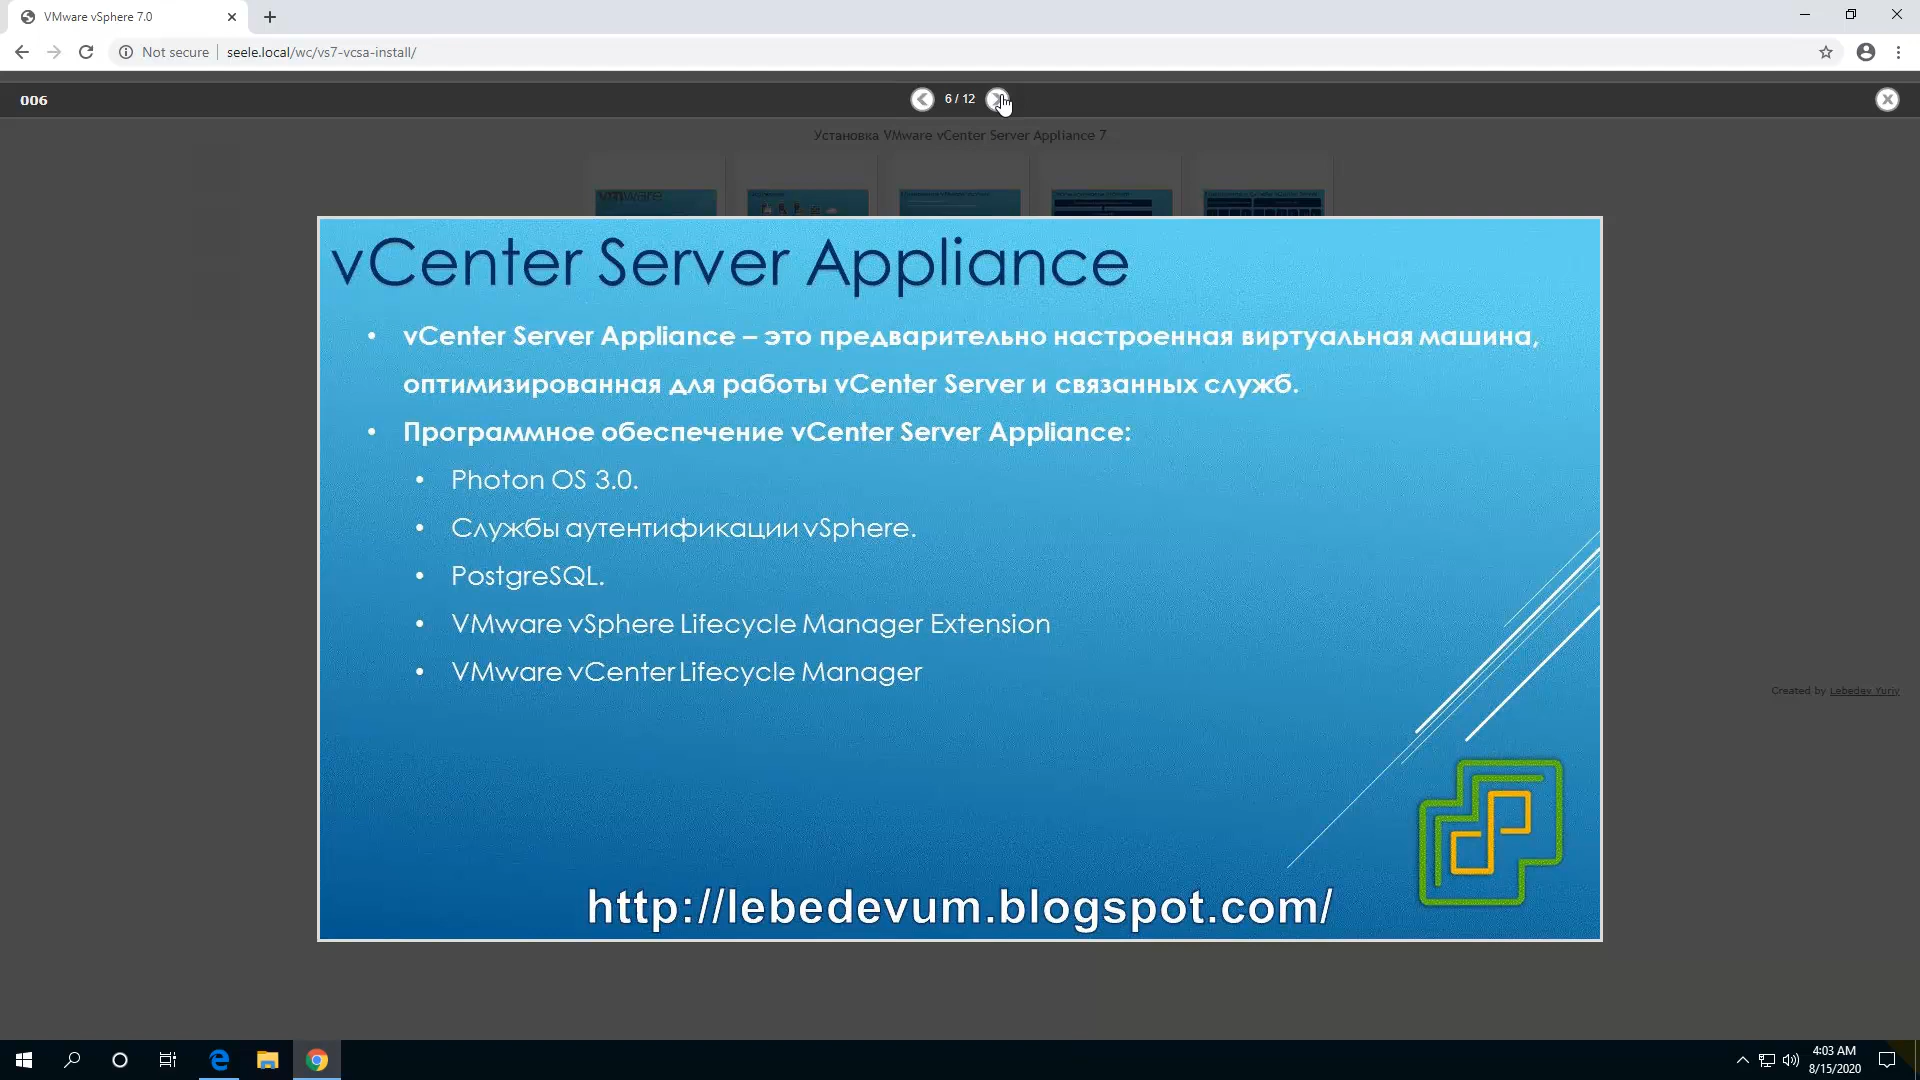 VMware vSphere 7.0
Not secure
seele.local/wc/vs7-vcsa-install/
006
6 / 12
Установка VMware vCenter Server Appliance 7
vmware
vCenter Server Appliance
• vCenter Server Appliance – это предварительно настроенная виртуальная машина,
оптимизированная для работы vCenter Server и связанных служб.
• Программное обеспечение vCenter Server Appliance:
• Photon OS 3.0.
• Службы аутентификации vSphere.
• PostgreSQL.
• VMware vSphere Lifecycle Manager Extension
• VMware vCenter Lifecycle Manager
Created by Lebedev Yuriy
http://lebedevum.blogspot.com/
4:03 AM
8/15/2020